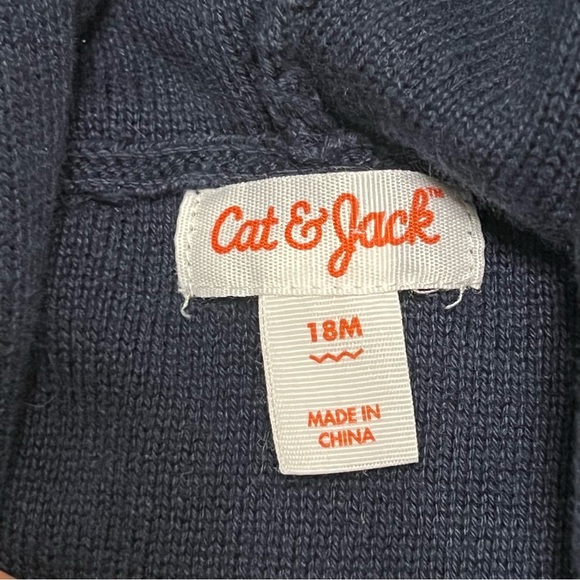 Cat & Jack™
18M
MADE IN
CHINA